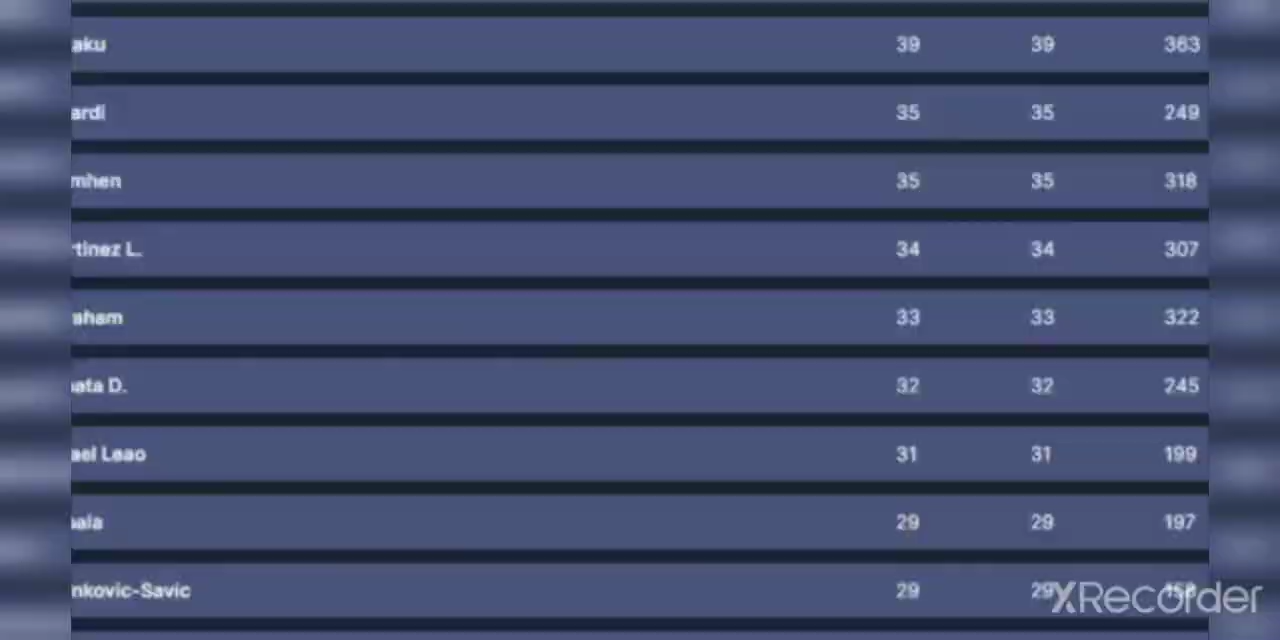 aku 39 39 363
ardi 35 35 249
mhen 35 35 318
rtinez L. 34 34 307
aham 33 33 322
ata D. 32 32 245
ael Leao 31 31 199
ala 29 29 197
nkovic-Savic 29 29
XRecorder